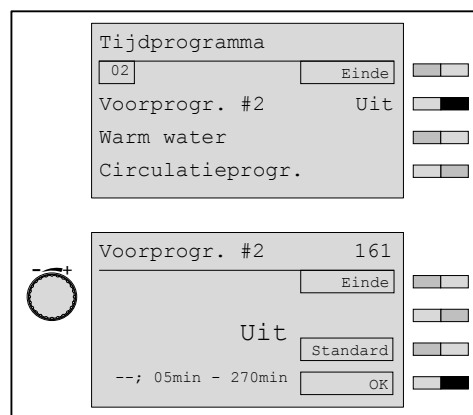 Tijdprogramma
02 Einde
Voorprogr. #2 Uit
Warm water
Circulatieprogr.
Voorprogr. #2 161
Einde
- +
Uit
Standard
--; 05min - 270min OK